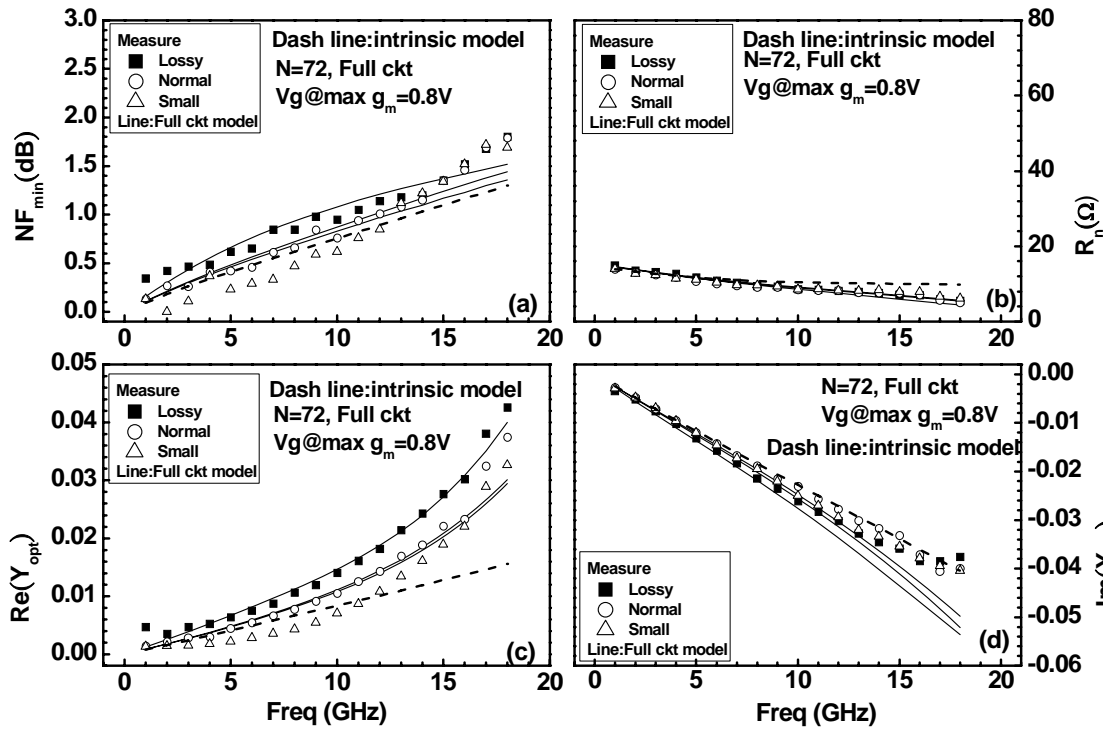 3.0
2.5
2.0
1.5
1.0
0.5
0.0
NF_min(dB)
Measure
Lossy
Normal
Small
Line:Full ckt model
Dash line:intrinsic model
N=72, Full ckt
Vg@max g_m=0.8V
(a)
0 5 10 15 20
Measure
Lossy
Normal
Small
Line:Full ckt model
Dash line:intrinsic model
N=72, Full ckt
Vg@max g_m=0.8V
(b)
80
60
40
20
0
R_n(Ω)
0 5 10 15 20
0.05
0.04
0.03
0.02
0.01
0.00
Re(Y_opt)
Measure
Lossy
Normal
Small
Line:Full ckt model
Dash line:intrinsic model
N=72, Full ckt
Vg@max g_m=0.8V
(c)
0 5 10 15 20
Freq (GHz)
N=72, Full ckt
Vg@max g_m=0.8V
Dash line:intrinsic model
Measure
Lossy
Normal
Small
Line:Full ckt model
(d)
0.00
-0.01
-0.02
-0.03
-0.04
-0.05
-0.06
0 5 10 15 20
Freq (GHz)